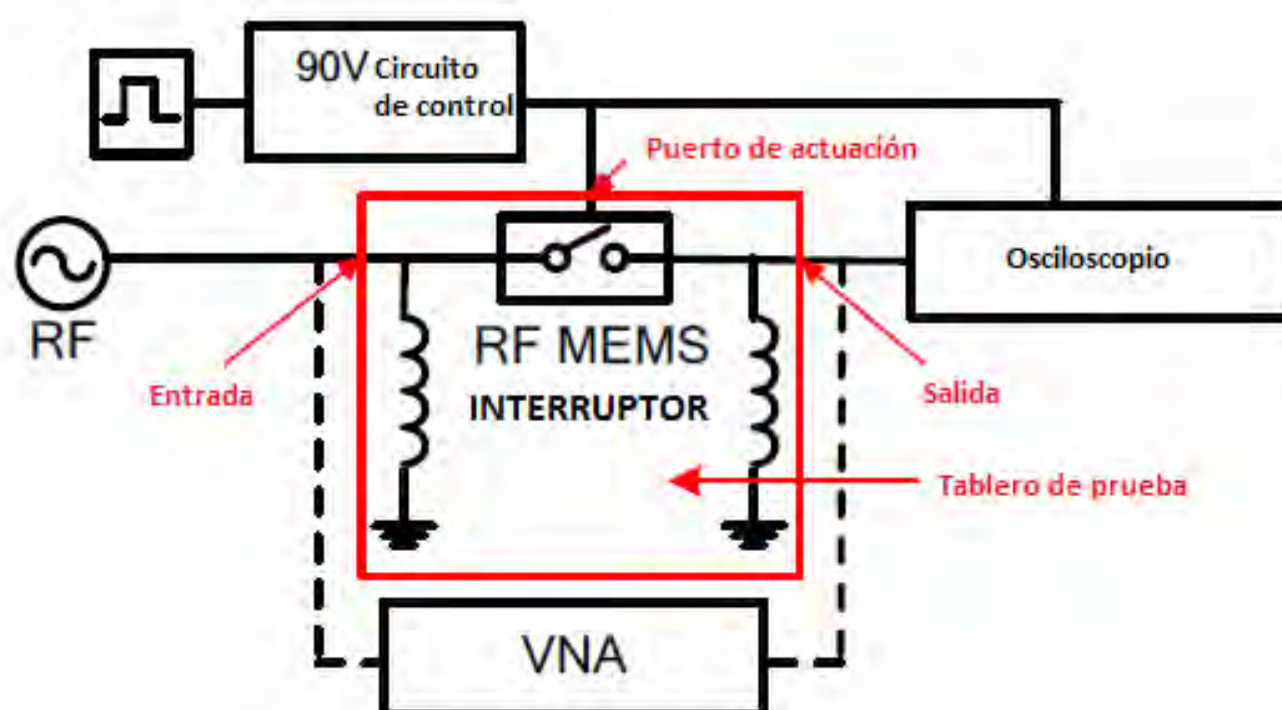 90V Circuito
de control
Puerto de actuación
Osciloscopio
RF
RF MEMS
INTERRUPTOR
Entrada
Salida
Tablero de prueba
VNA